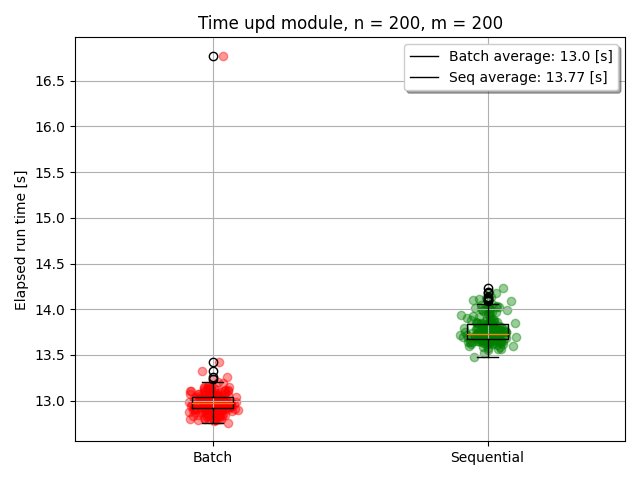 Time upd module, n = 200, m = 200
Batch average: 13.0 [s]
Seq average: 13.77 [s]
Elapsed run time [s]
16.5
16.0
15.5
15.0
14.5
14.0
13.5
13.0
Batch
Sequential